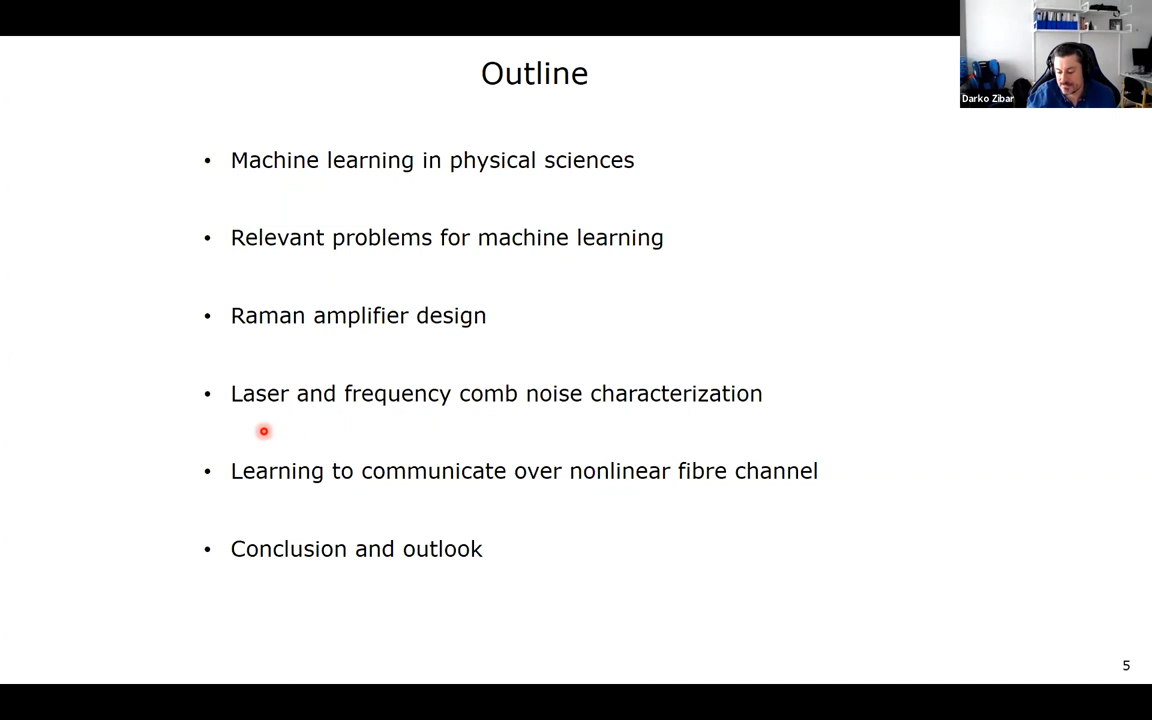 Outline
Darko Zibar
• Machine learning in physical sciences
• Relevant problems for machine learning
• Raman amplifier design
• Laser and frequency comb noise characterization
• Learning to communicate over nonlinear fibre channel
• Conclusion and outlook
5